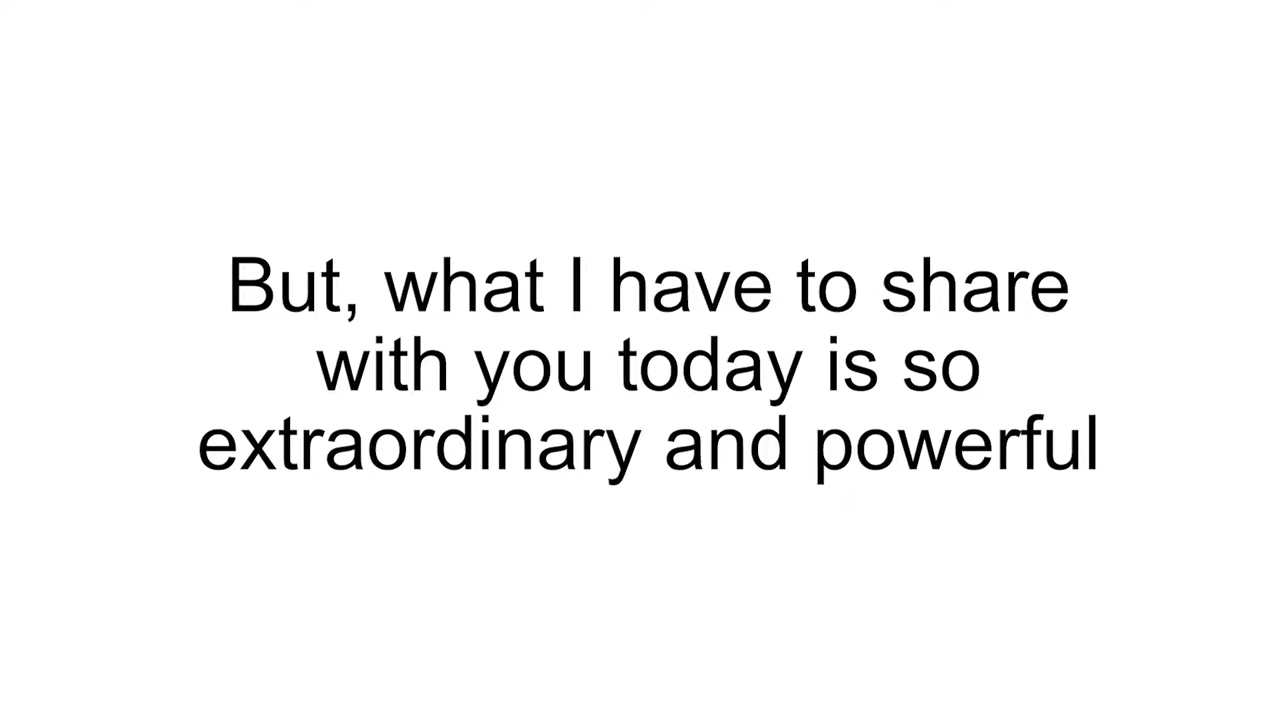 But, what I have to share
with you today is so
extraordinary and powerful